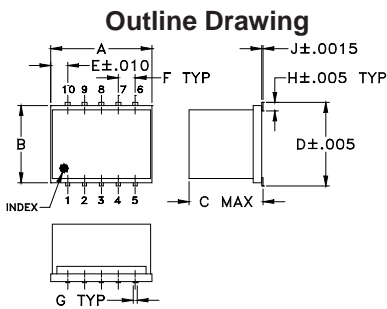 Outline Drawing
A
J±.0015
E±.010
F TYP
H±.005 TYP
10 9 8 7 6
B
D±.005
INDEX
1 2 3 4 5
C MAX
G TYP